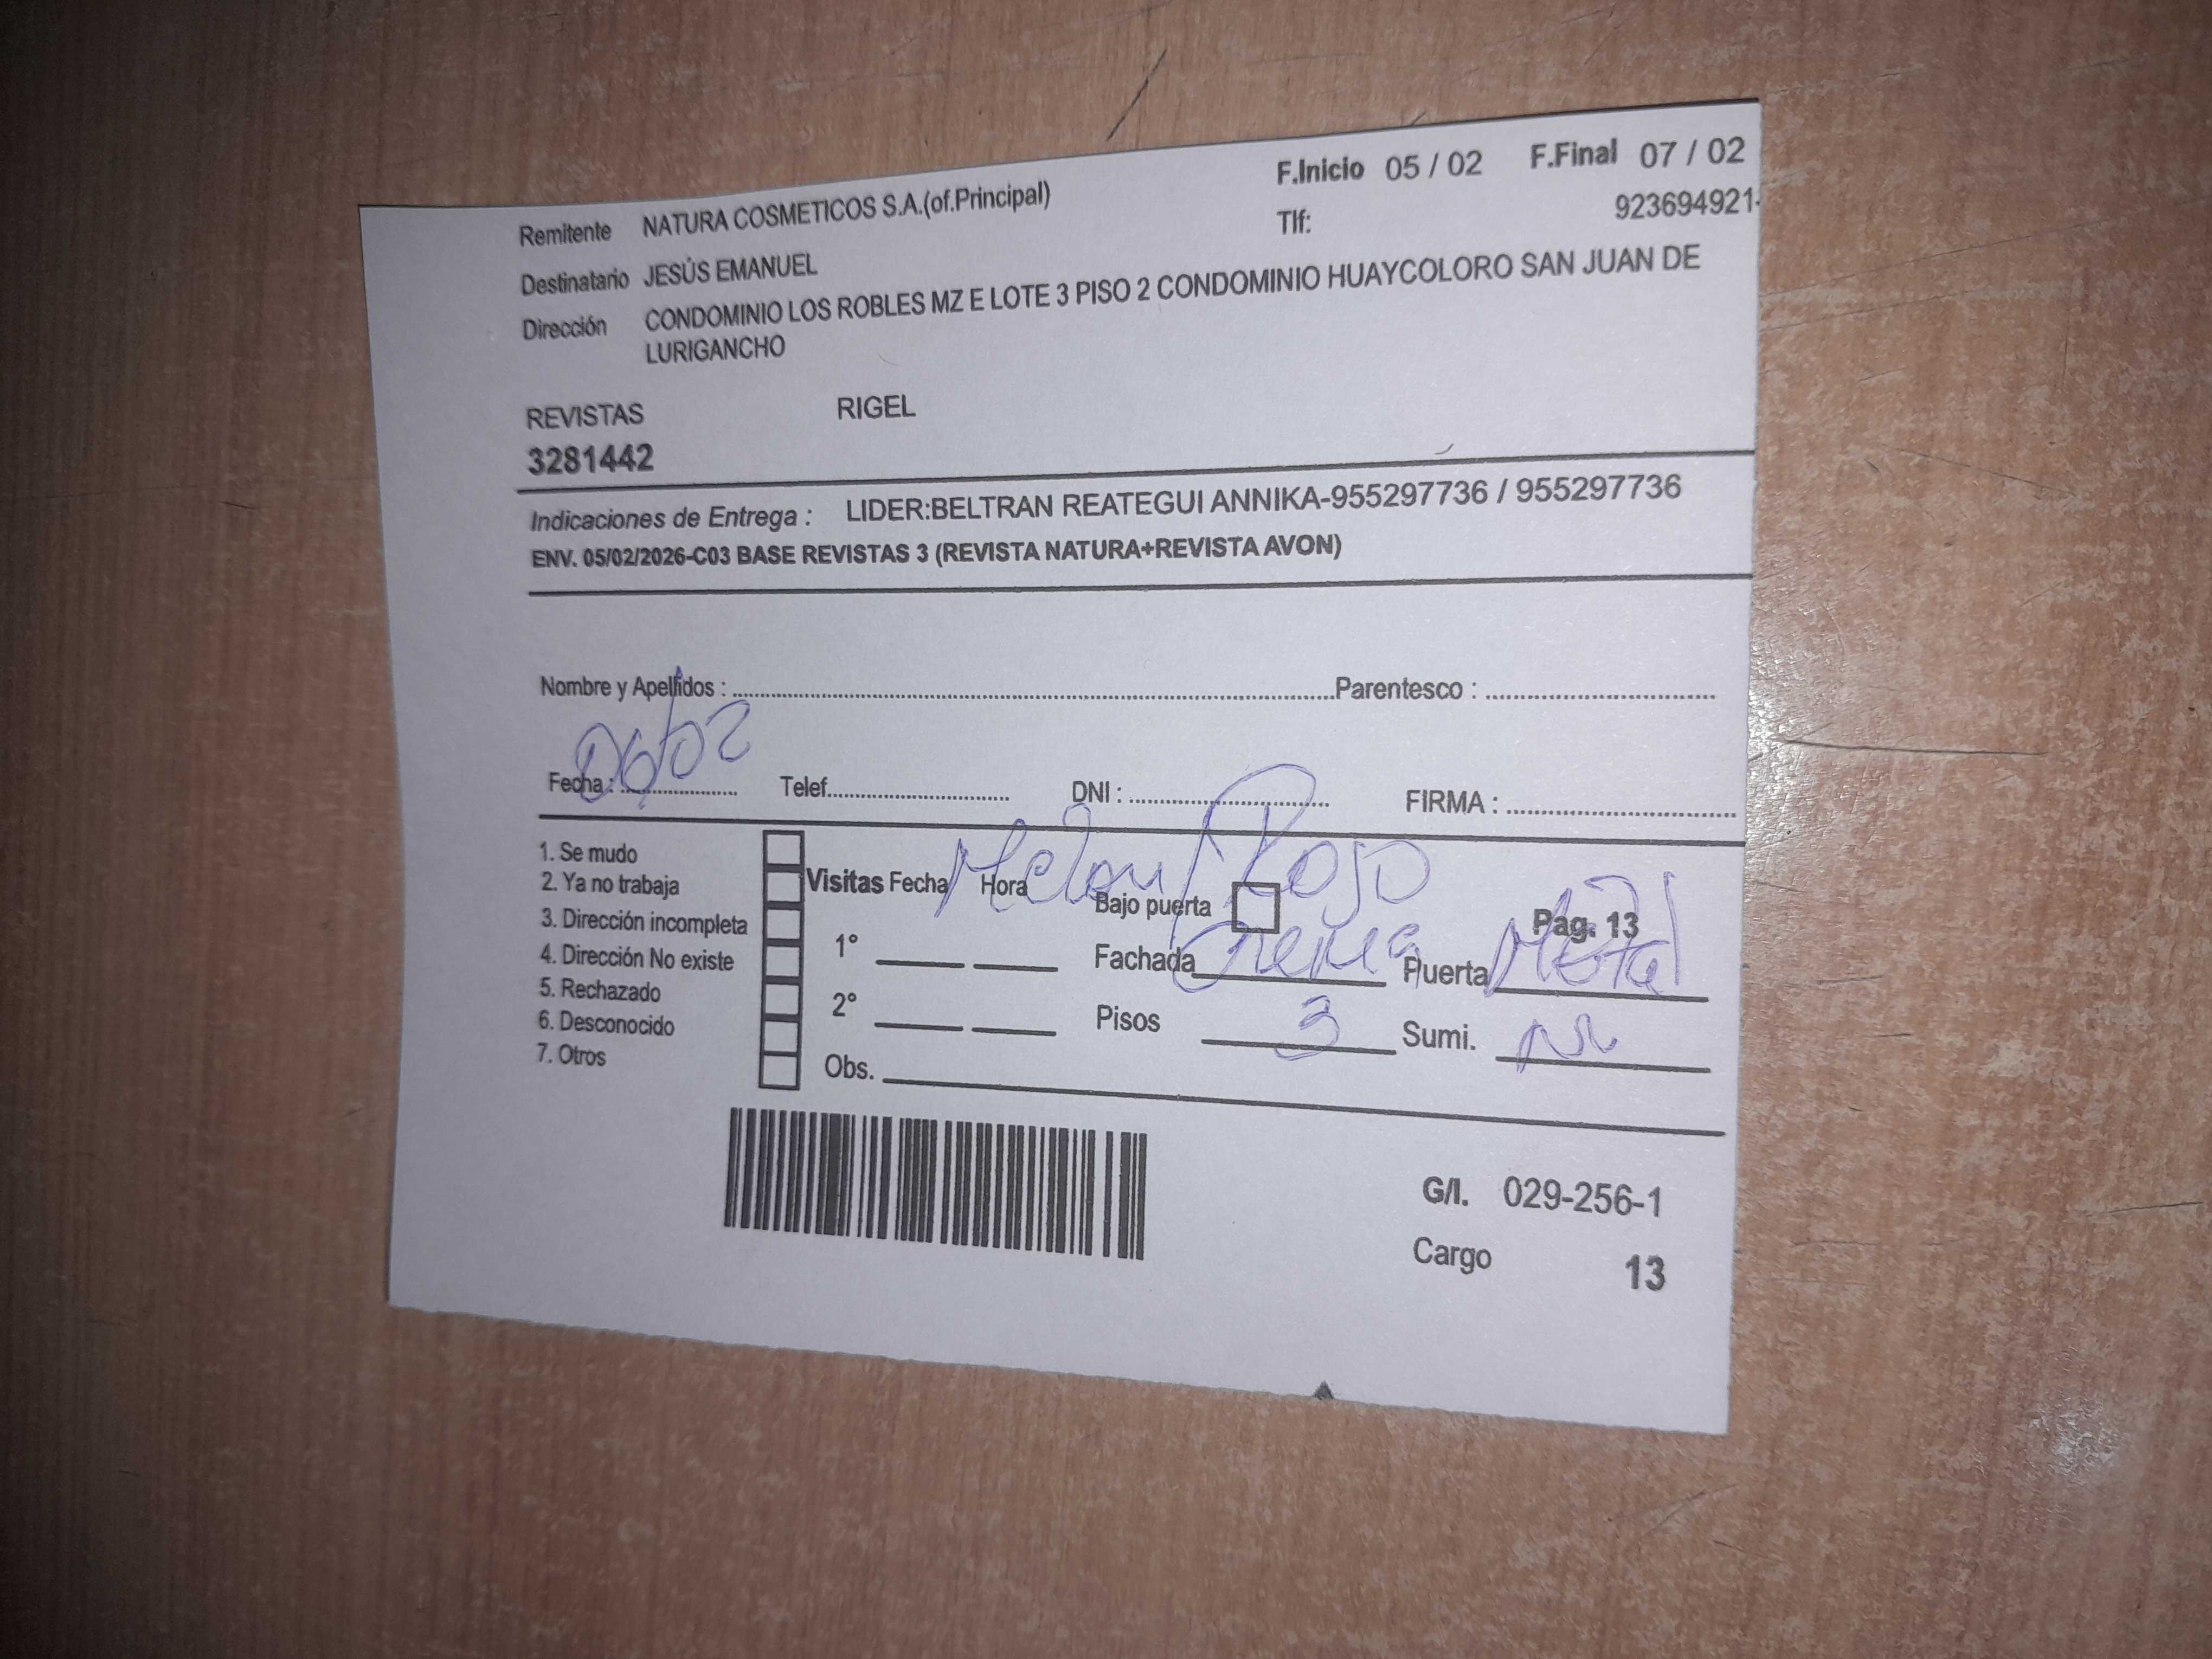 F.Inicio 05 / 02 F.Final 07 / 02
Remitente NATURA COSMETICOS S.A.(of.Principal) Tlf: 923694921-
Destinatario JESÚS EMANUEL
Dirección CONDOMINIO LOS ROBLES MZ E LOTE 3 PISO 2 CONDOMINIO HUAYCOLORO SAN JUAN DE
LURIGANCHO
REVISTAS RIGEL
3281442
Indicaciones de Entrega : LIDER:BELTRAN REATEGUI ANNIKA-955297736 / 955297736
ENV. 05/02/2026-C03 BASE REVISTAS 3 (REVISTA NATURA+REVISTA AVON)
Nombre y Apellidos : Parentesco :
Fecha : 06/02 Telef. DNI : FIRMA :
1. Se mudo
2. Ya no trabaja
3. Dirección incompleta
4. Dirección No existe
5. Rechazado
6. Desconocido
7. Otros
Melon/Rojo
Visitas Fecha Hora Bajo puerta Pag. 13
1° Fachada Crema Puerta Metal
2° Pisos 3 Sumi.
Obs.
G/I. 029-256-1
Cargo 13